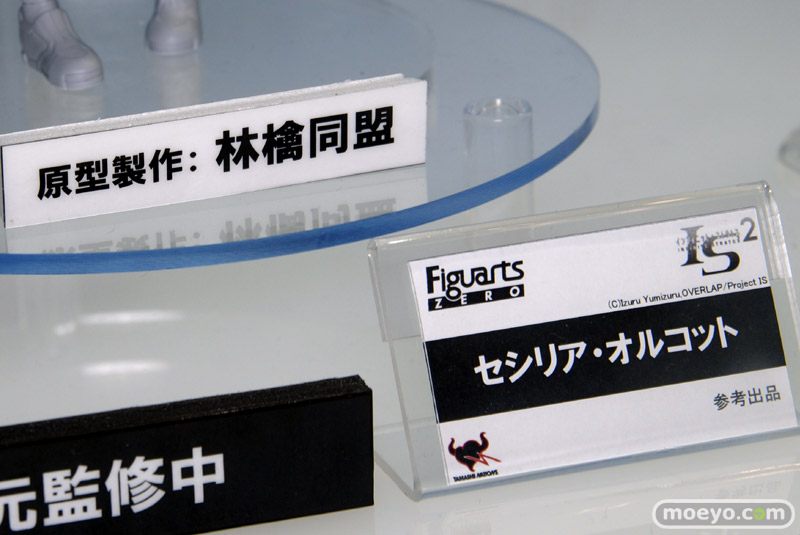 原型製作：林檎同盟
Figuarts
ZERO
IS2
(C)Izuru Yumizuru,OVERLAP/Project IS
セシリア・オルコット
参考出品
TAMASHII NATIONS
元監修中
moeyo.com